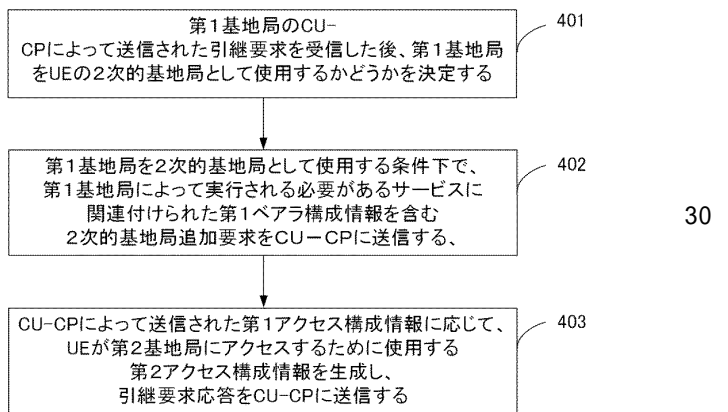 第1基地局のCU-
CPによって送信された引継要求を受信した後、第1基地局
をUEの2次的基地局として使用するかどうかを決定する
401
第1基地局を2次的基地局として使用する条件下で、
第1基地局によって実行される必要があるサービスに
関連付けられた第1ベアラ構成情報を含む
2次的基地局追加要求をCU－CPに送信する、
402
30
CU-CPによって送信された第1アクセス構成情報に応じて、
UEが第2基地局にアクセスするために使用する
第2アクセス構成情報を生成し、
引継要求応答をCU-CPに送信する
403